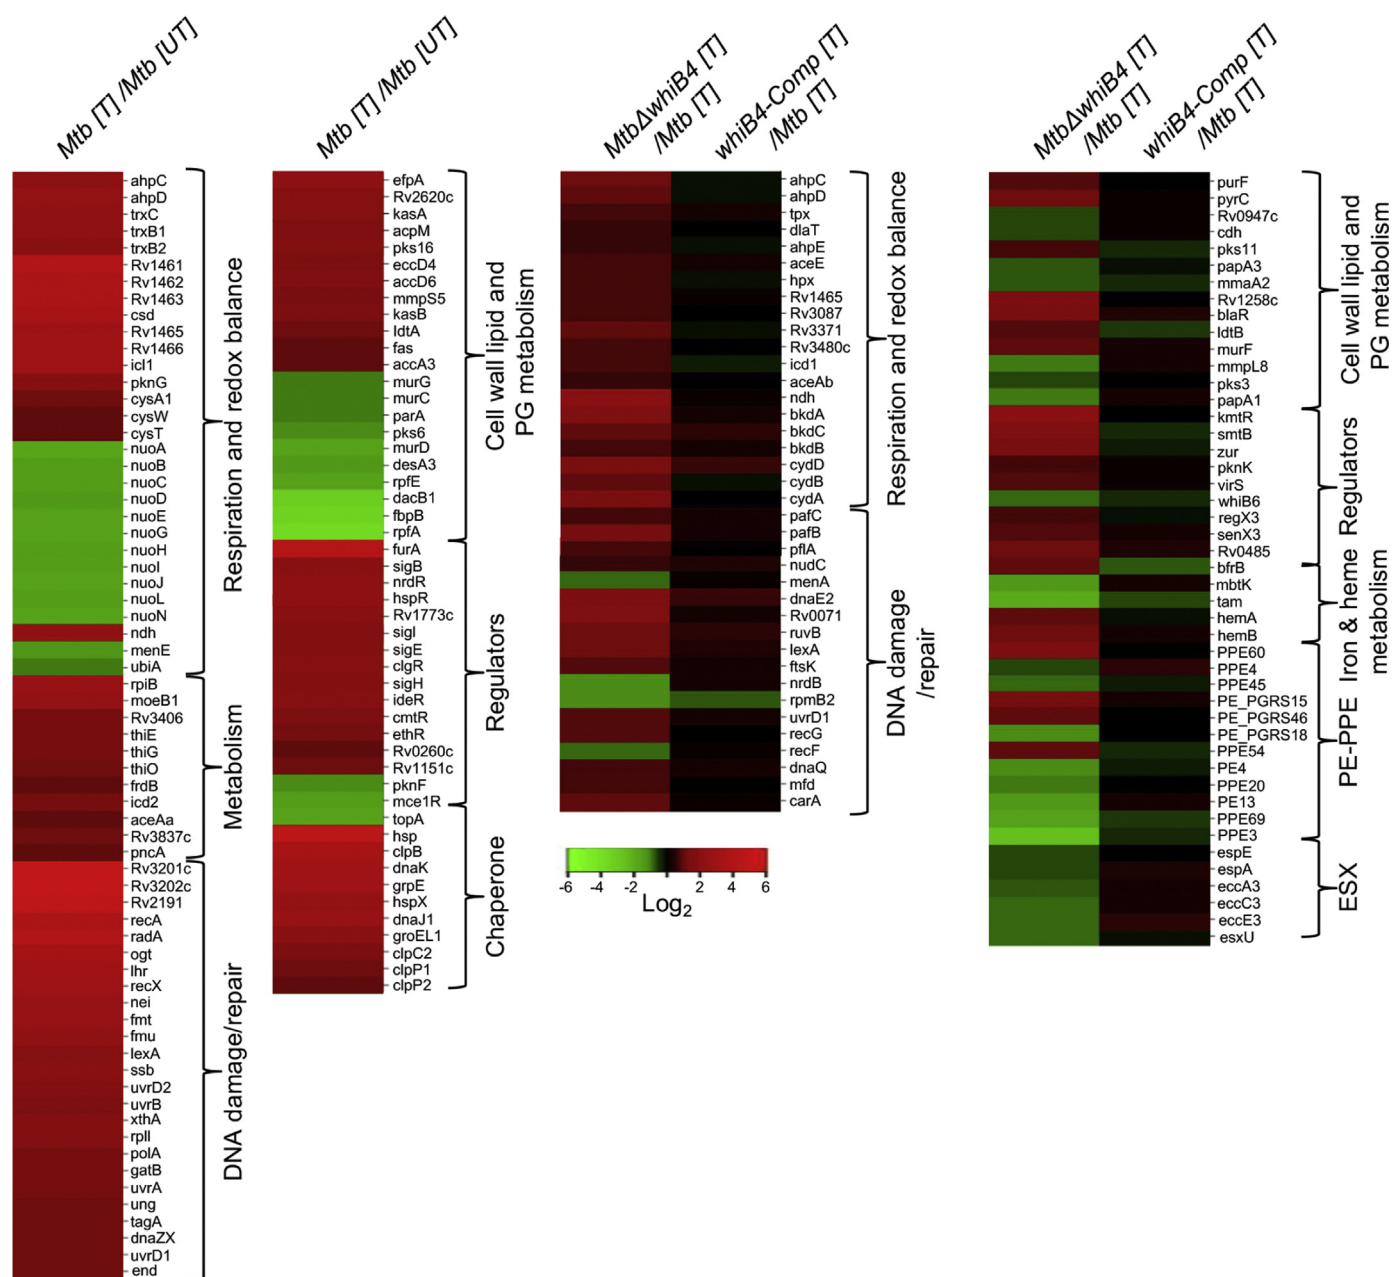 Mtb [T] /Mtb [UT]
ahpC
ahpD
trxC
trxB1
trxB2
Rv1461
Rv1462
Rv1463
csd
Rv1465
Rv1466
icl1
pknG
cysA1
cysW
cysT
nuoA
nuoB
nuoC
nuoD
nuoE
nuoG
nuoH
nuoI
nuoJ
nuoL
nuoN
ndh
menE
ubiA
rpiB
moeB1
Rv3406
thiE
thiG
thiO
frdB
icd2
aceAa
Rv3837c
pncA
Rv3201c
Rv3202c
Rv2191
recA
radA
ogt
lhr
recX
nei
fmt
fmu
lexA
ssb
uvrD2
uvrB
xthA
rplI
polA
gatB
uvrA
ung
tagA
dnaZX
uvrD1
end
Respiration and redox balance
Metabolism
DNA damage/repair
Mtb [T] /Mtb [UT]
efpA
Rv2620c
kasA
acpM
pks16
eccD4
accD6
mmpS5
kasB
ldtA
fas
accA3
murG
murC
parA
pks6
murD
desA3
rpfE
dacB1
fbpB
rpfA
furA
sigB
nrdR
hspR
Rv1773c
sigI
sigE
clgR
sigH
ideR
cmtR
ethR
Rv0260c
Rv1151c
pknF
mce1R
topA
hsp
clpB
dnaK
grpE
hspX
dnaJ1
groEL1
clpC2
clpP1
clpP2
Cell wall lipid and
PG metabolism
Regulators
Chaperone
MtbΔwhiB4 [T]
/Mtb [T]
whiB4-Comp [T]
/Mtb [T]
ahpC
ahpD
tpx
dlaT
ahpE
aceE
hpx
Rv1465
Rv3087
Rv3371
Rv3480c
icd1
aceAb
ndh
bkdA
bkdC
bkdB
cydD
cydB
cydA
pafC
pafB
pflA
nudC
menA
dnaE2
Rv0071
ruvB
lexA
ftsK
nrdB
rpmB2
uvrD1
recG
recF
dnaQ
mfd
carA
Respiration and redox balance
DNA damage
/repair
-6 -4 -2 0 2 4 6
Log2
MtbΔwhiB4 [T]
/Mtb [T]
whiB4-Comp [T]
/Mtb [T]
purF
pyrC
Rv0947c
cdh
pks11
papA3
mmaA2
Rv1258c
blaR
ldtB
murF
mmpL8
pks3
papA1
kmtR
smtB
zur
pknK
virS
whiB6
regX3
senX3
Rv0485
bfrB
mbtK
tam
hemA
hemB
PPE60
PPE4
PPE45
PE_PGRS15
PE_PGRS46
PE_PGRS18
PPE54
PE4
PPE20
PE13
PPE69
PPE3
espE
espA
eccA3
eccC3
eccE3
esxU
Cell wall lipid and
PG metabolism
Regulators
Iron & heme
metabolism
PE-PPE
ESX